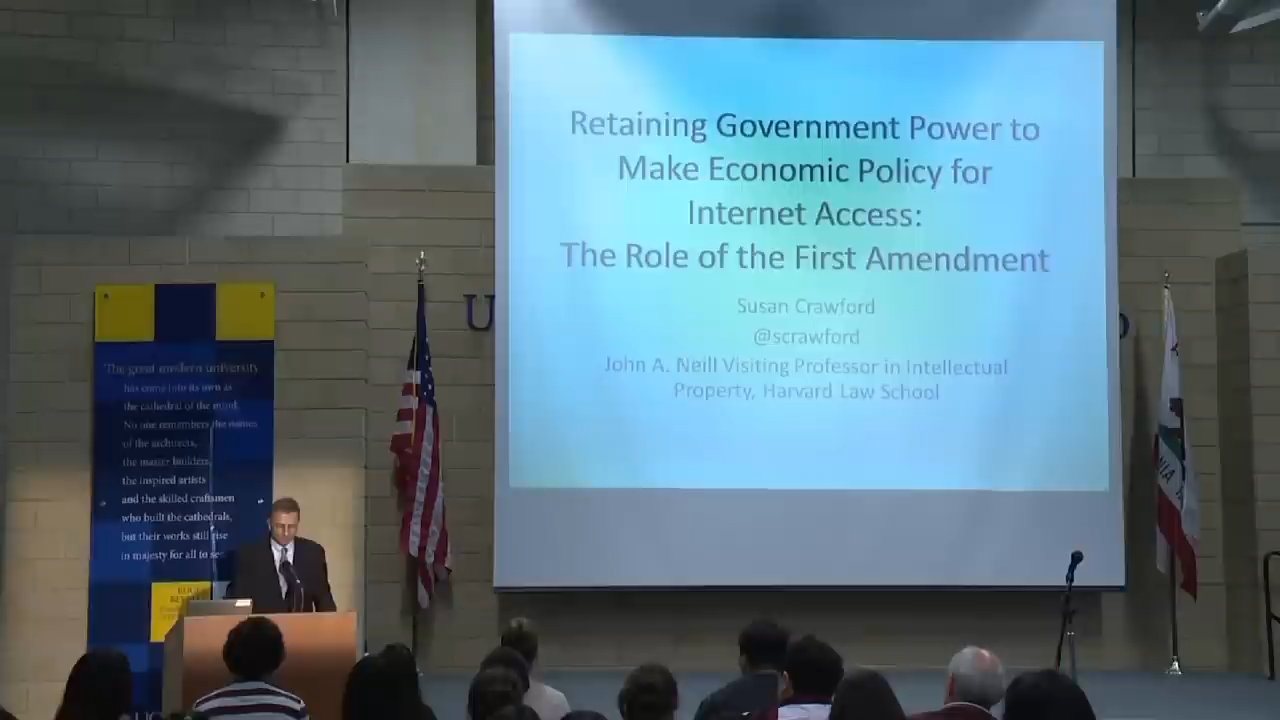 Retaining Government Power to
Make Economic Policy for
Internet Access:
The Role of the First Amendment
Susan Crawford
@scrawford
John A. Neill Visiting Professor in Intellectual
Property, Harvard Law School
U
The great modern university
has come into its own as
the cathedral of the mind.
No one remembers the names
of the architects,
the master builders,
the inspired artists
and the skilled craftsmen
who built the cathedrals,
but their works still rise
in majesty for all to see.